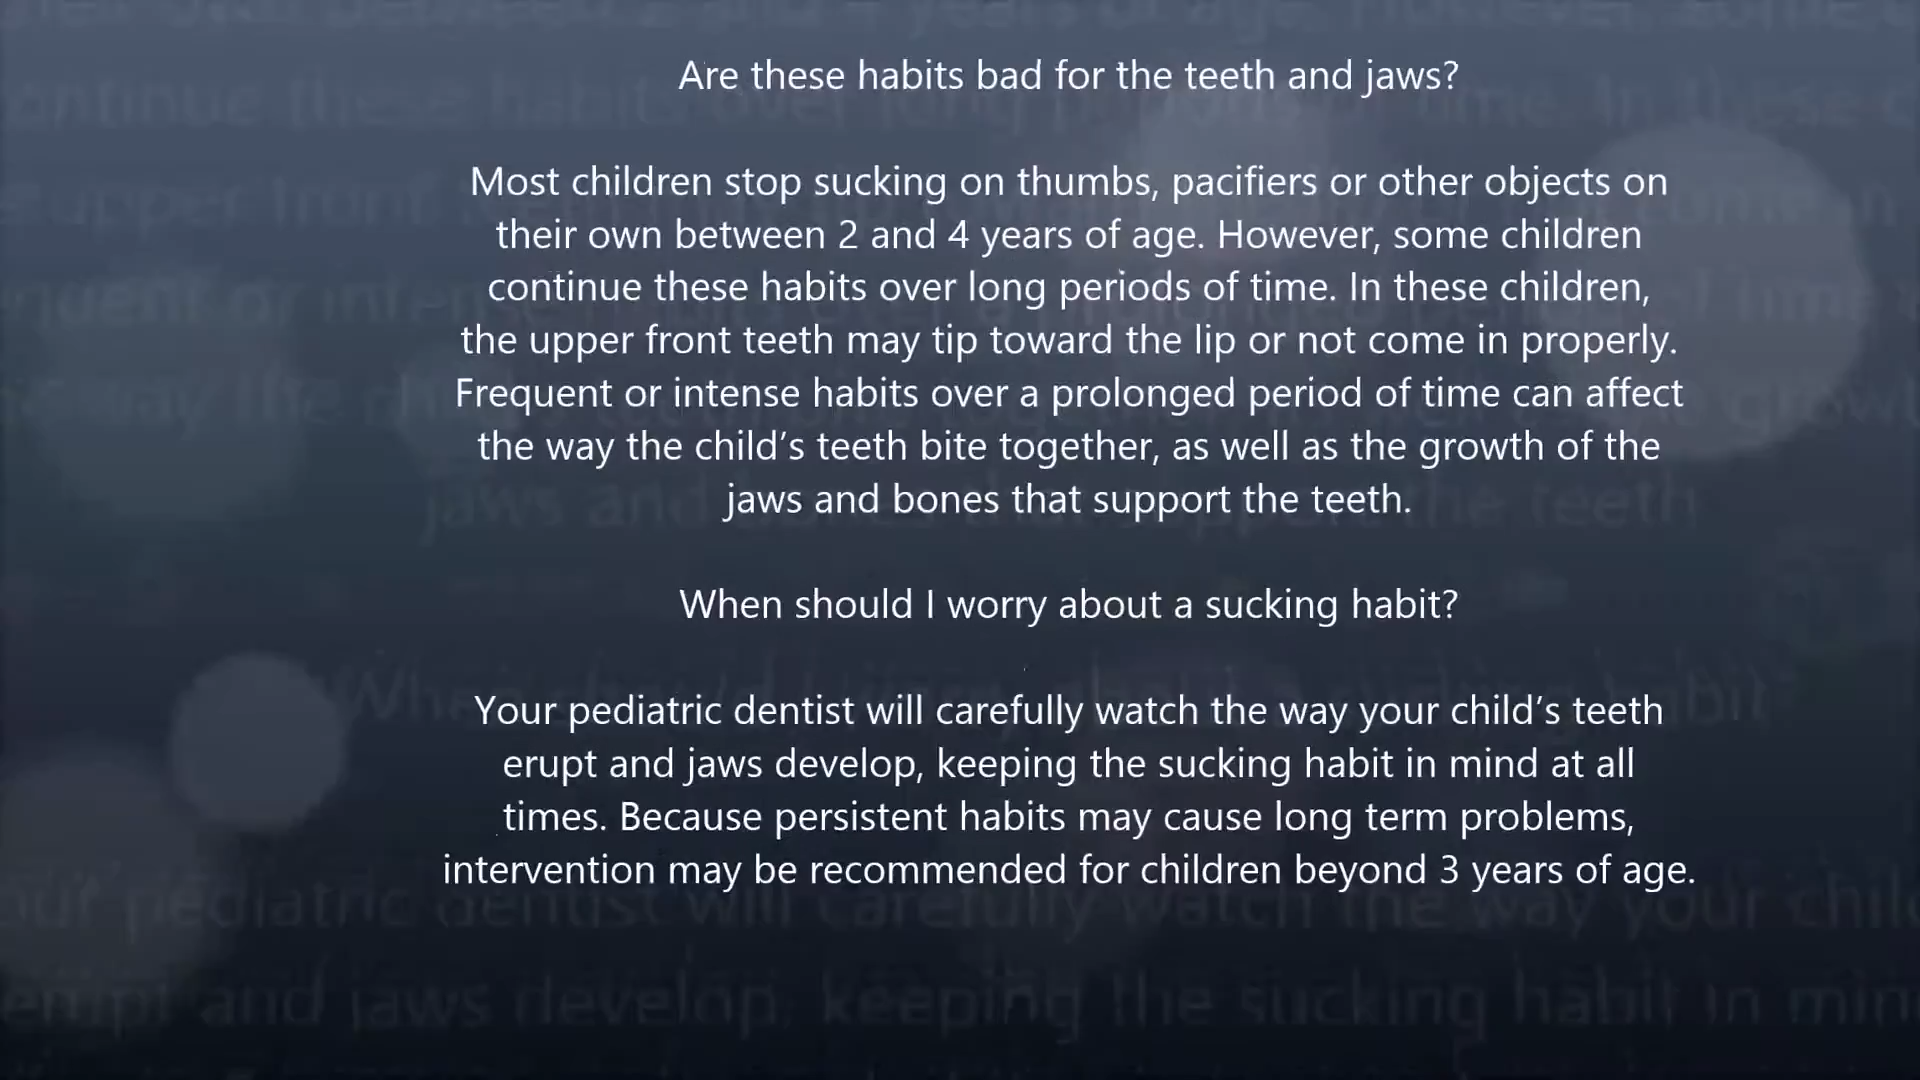 Are these habits bad for the teeth and jaws?
Most children stop sucking on thumbs, pacifiers or other objects on
their own between 2 and 4 years of age. However, some children
continue these habits over long periods of time. In these children,
the upper front teeth may tip toward the lip or not come in properly.
Frequent or intense habits over a prolonged period of time can affect
the way the child’s teeth bite together, as well as the growth of the
jaws and bones that support the teeth.
When should I worry about a sucking habit?
Your pediatric dentist will carefully watch the way your child’s teeth
erupt and jaws develop, keeping the sucking habit in mind at all
times. Because persistent habits may cause long term problems,
intervention may be recommended for children beyond 3 years of age.